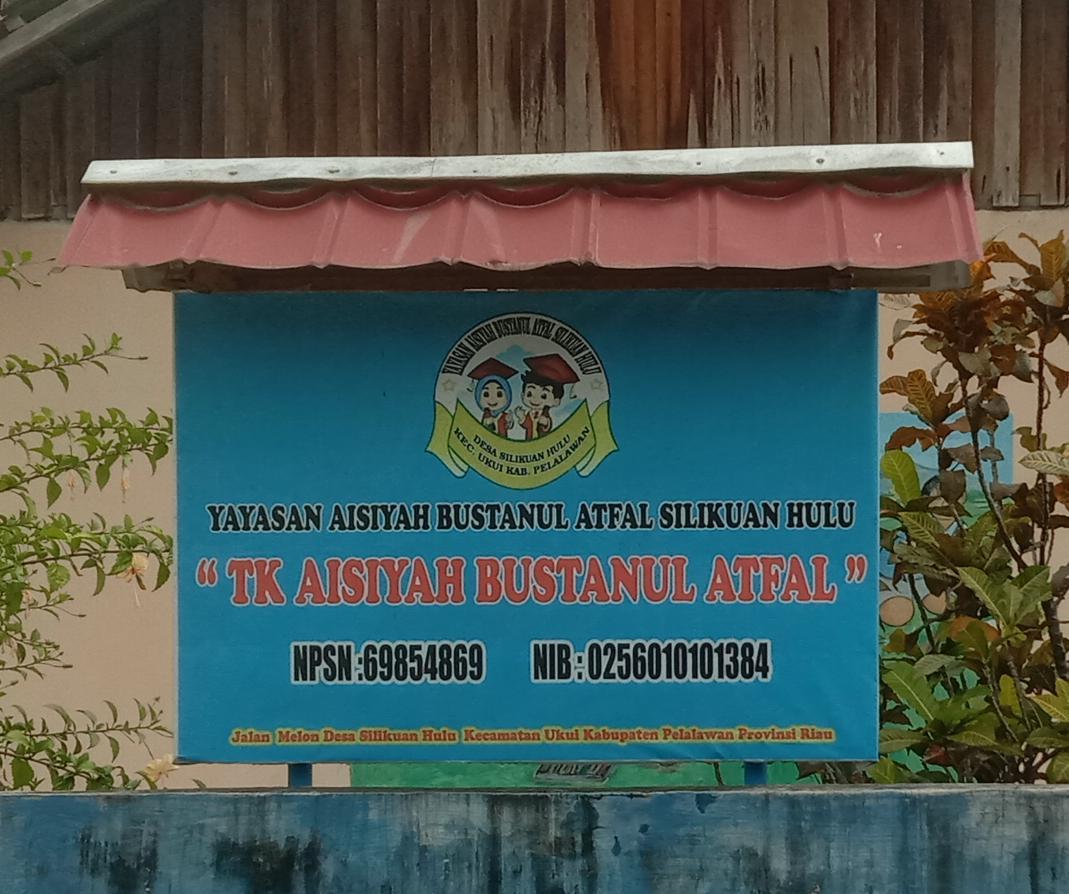 YAYASAN AISIYAH BUSTANUL ATFAL SILIKUAN HULU
DESA SILIKUAN HULU
KEC. UKUI KAB. PELALAWAN
YAYASAN AISIYAH BUSTANUL ATFAL SILIKUAN HULU
“ TK AISIYAH BUSTANUL ATFAL ”
NPSN :69854869 NIB : 0256010101384
Jalan Melon Desa Silikuan Hulu Kecamatan Ukui Kabupaten Pelalawan Provinsi Riau